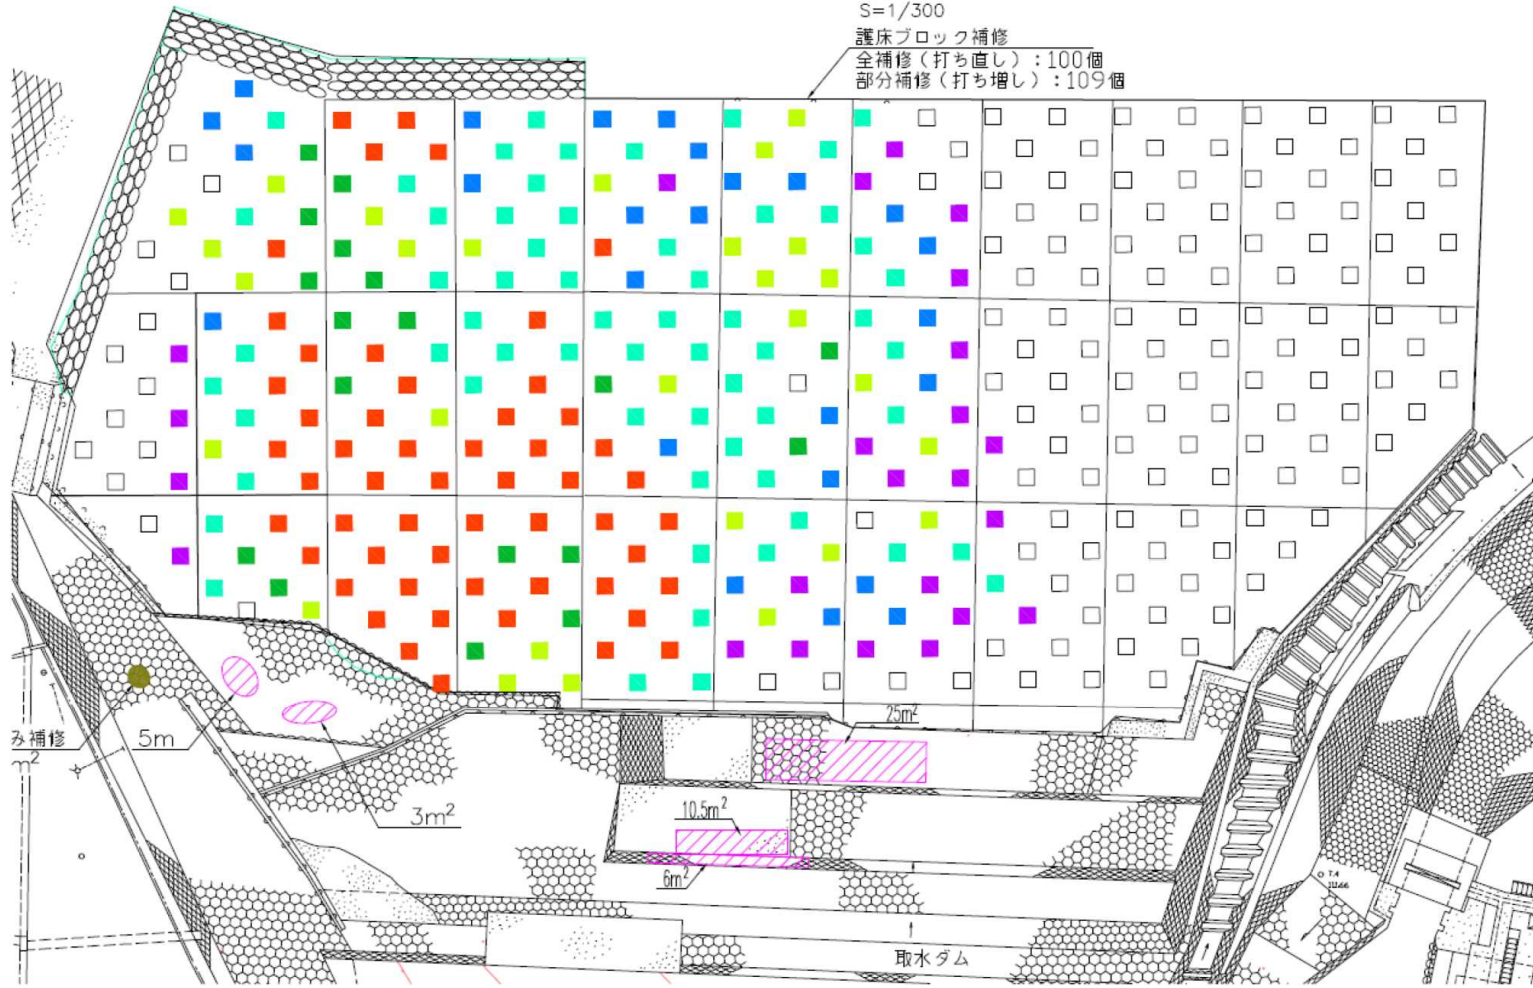 S=1/300
護床ブロック補修
全補修（打ち直し）：100個
部分補修（打ち増し）：109個
み補修
m²
5m
3m²
25m²
10.5m²
6m²
T.4
取水ダム